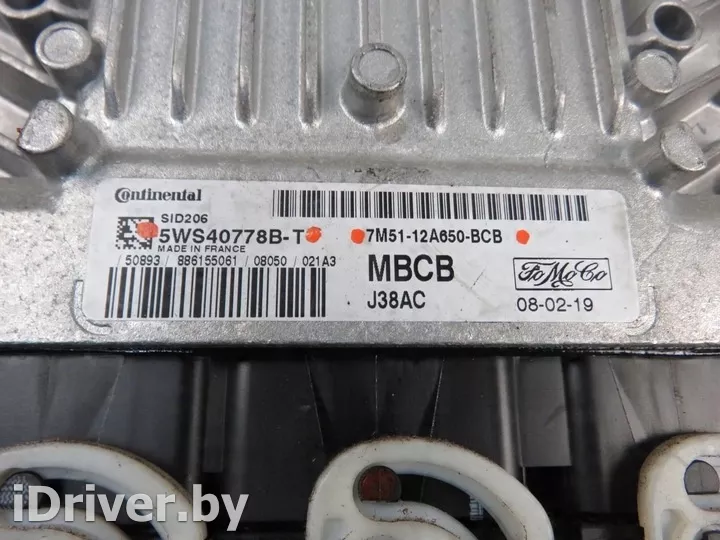 Continental
SID206
5WS40778B-T
MADE IN FRANCE
/ 50893 / 886155061 / 08050 / 021A3
7M51-12A650-BCB
MBCB
J38AC
FoMoCo
08-02-19
iDriver.by